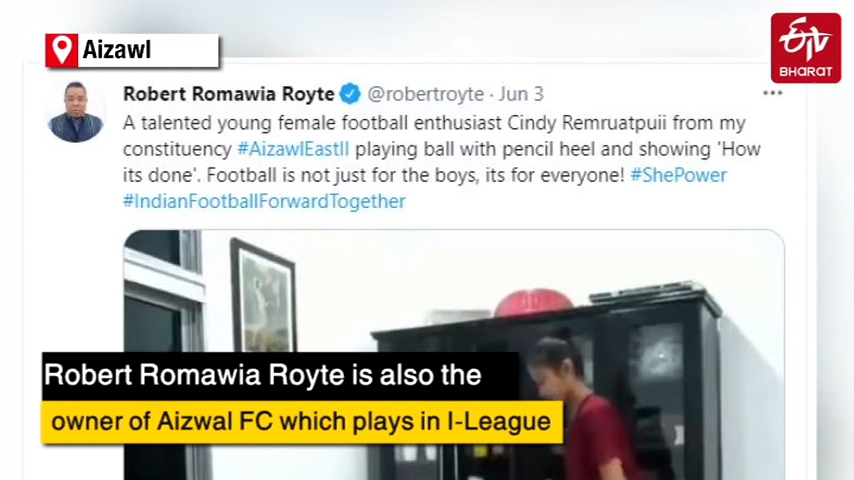 Aizawl
ETV
BHARAT
Robert Romawia Royte @robertroyte · Jun 3
A talented young female football enthusiast Cindy Remruatpuii from my
constituency #AizawlEastII playing ball with pencil heel and showing 'How
its done'. Football is not just for the boys, its for everyone! #ShePower
#IndianFootballForwardTogether
Robert Romawia Royte is also the
owner of Aizwal FC which plays in I-League